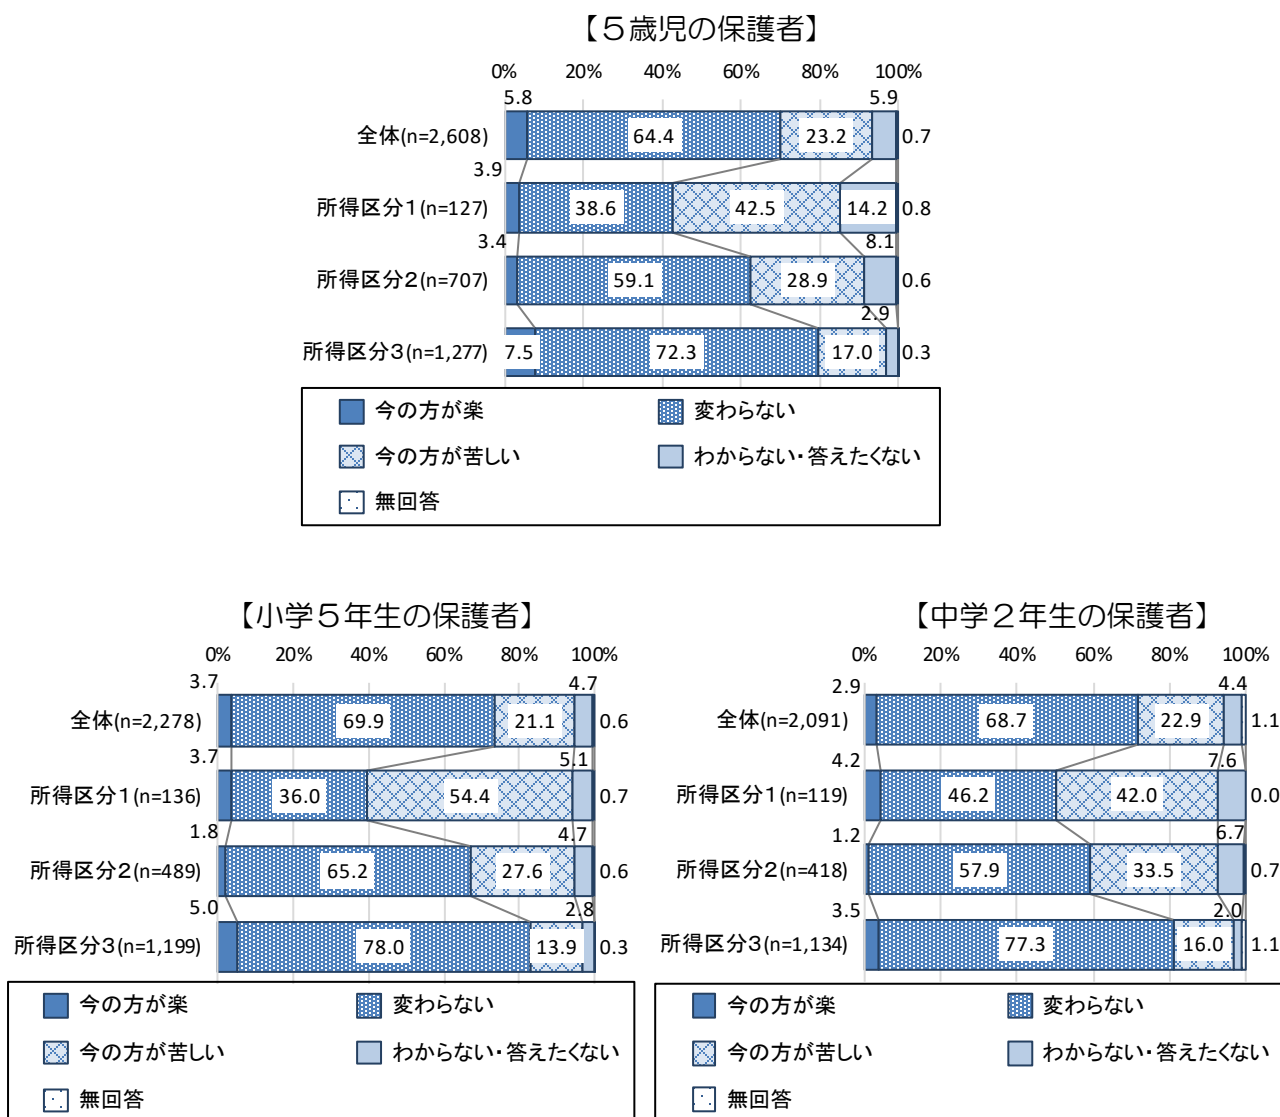 【５歳児の保護者】
0% 20% 40% 60% 80% 100%
5.8 5.9
全体(n=2,608) 64.4 23.2 0.7
3.9
所得区分１(n=127) 38.6 42.5 14.2 0.8
3.4 8.1
所得区分２(n=707) 59.1 28.9 0.6
2.9
所得区分３(n=1,277) 7.5 72.3 17.0 0.3
今の方が楽 変わらない
今の方が苦しい わからない・答えたくない
無回答
【小学５年生の保護者】
0% 20% 40% 60% 80% 100%
3.7 4.7
全体(n=2,278) 69.9 21.1 0.6
3.7 5.1
所得区分１(n=136) 36.0 54.4 0.7
1.8 4.7
所得区分２(n=489) 65.2 27.6 0.6
5.0 2.8
所得区分３(n=1,199) 78.0 13.9 0.3
今の方が楽 変わらない
今の方が苦しい わからない・答えたくない
無回答
【中学２年生の保護者】
0% 20% 40% 60% 80% 100%
2.9 4.4
全体(n=2,091) 68.7 22.9 1.1
4.2 7.6
所得区分１(n=119) 46.2 42.0 0.0
1.2 6.7
所得区分２(n=418) 57.9 33.5 0.7
3.5 2.0
所得区分３(n=1,134) 77.3 16.0 1.1
今の方が楽 変わらない
今の方が苦しい わからない・答えたくない
無回答